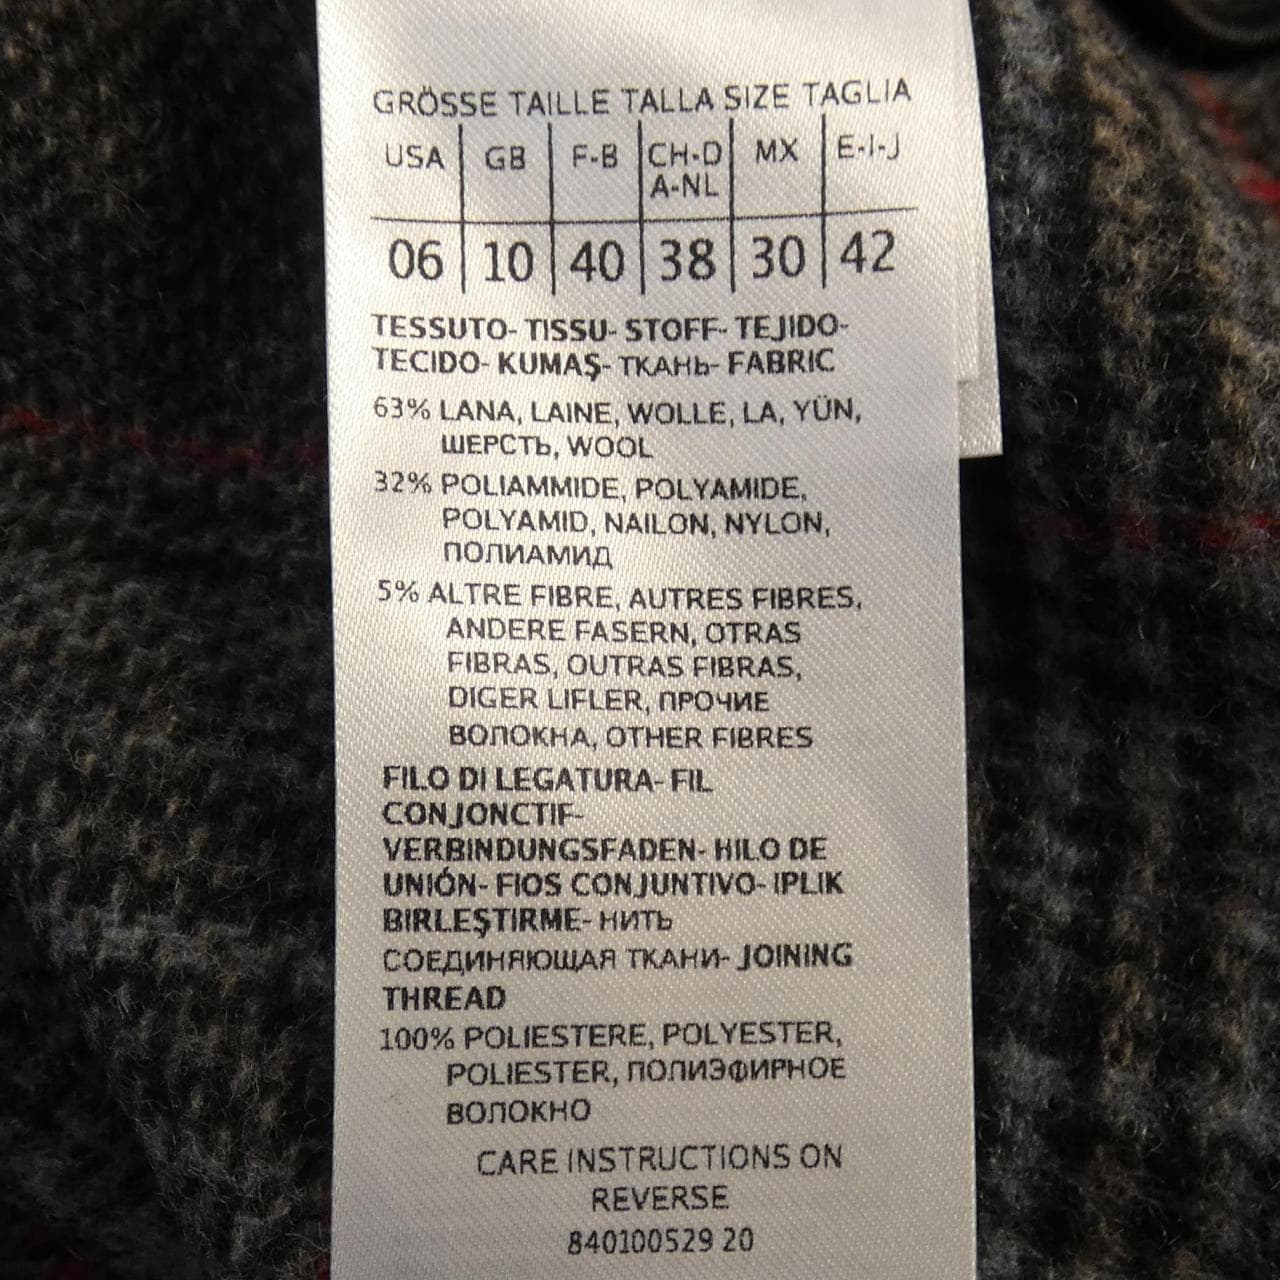 GRÖSSE TAILLE TALLA SIZE TAGLIA
USA GB F-B CH-D A-NL MX E-I-J
06 10 40 38 30 42
TESSUTO- TISSU- STOFF- TEJIDO-
TECIDO- KUMAŞ- ТКАНЬ- FABRIC
63% LANA, LAINE, WOLLE, LA, YÜN,
ШЕРСТЬ, WOOL
32% POLIAMMIDE, POLYAMIDE,
POLYAMID, NAILON, NYLON,
ПОЛИАМИД
5% ALTRE FIBRE, AUTRES FIBRES,
ANDERE FASERN, OTRAS
FIBRAS, OUTRAS FIBRAS,
DIGER LIFLER, ПРОЧИЕ
ВОЛОКНА, OTHER FIBRES
FILO DI LEGATURA- FIL
CONJONCTIF-
VERBINDUNGSFADEN- HILO DE
UNIÓN- FIOS CONJUNTIVO- IPLIK
BIRLEŞTIRME- НИТЬ
СОЕДИНЯЮЩАЯ ТКАНИ- JOINING
THREAD
100% POLIESTERE, POLYESTER,
POLIESTER, ПОЛИЭФИРНОЕ
ВОЛОКНО
CARE INSTRUCTIONS ON
REVERSE
840100529 20